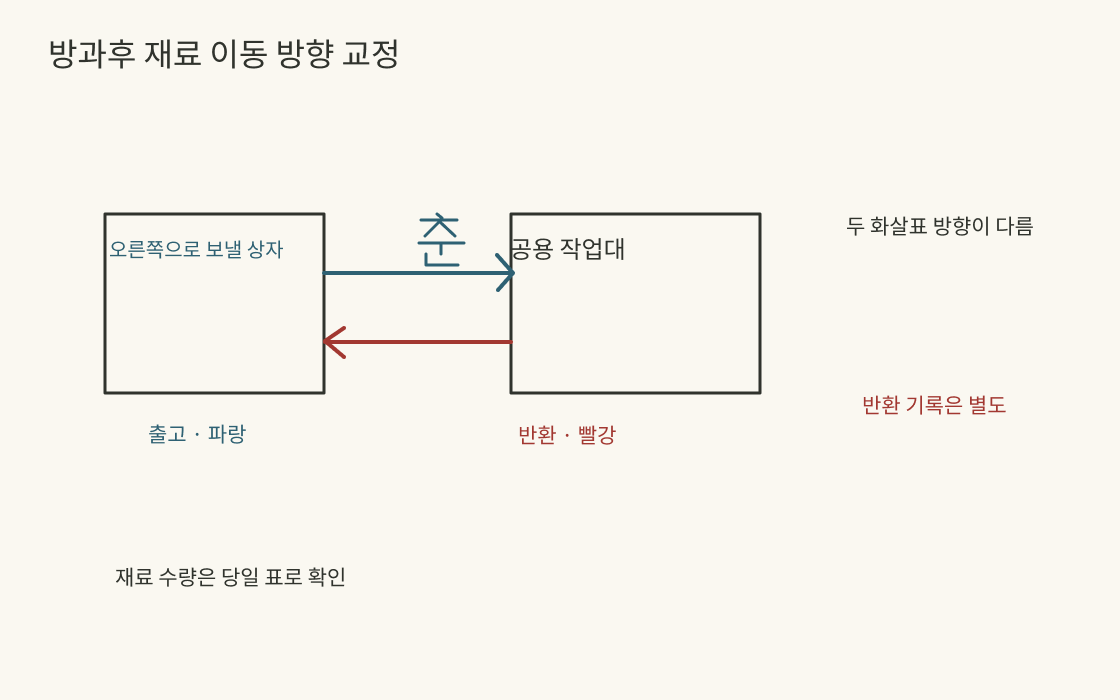 방과후 재료 이동 방향 교정
오른쪽으로 보낼 상자
춘
공용 작업대
두 화살표 방향이 다름
반환 기록은 별도
출고 · 파랑
반환 · 빨강
재료 수량은 당일 표로 확인